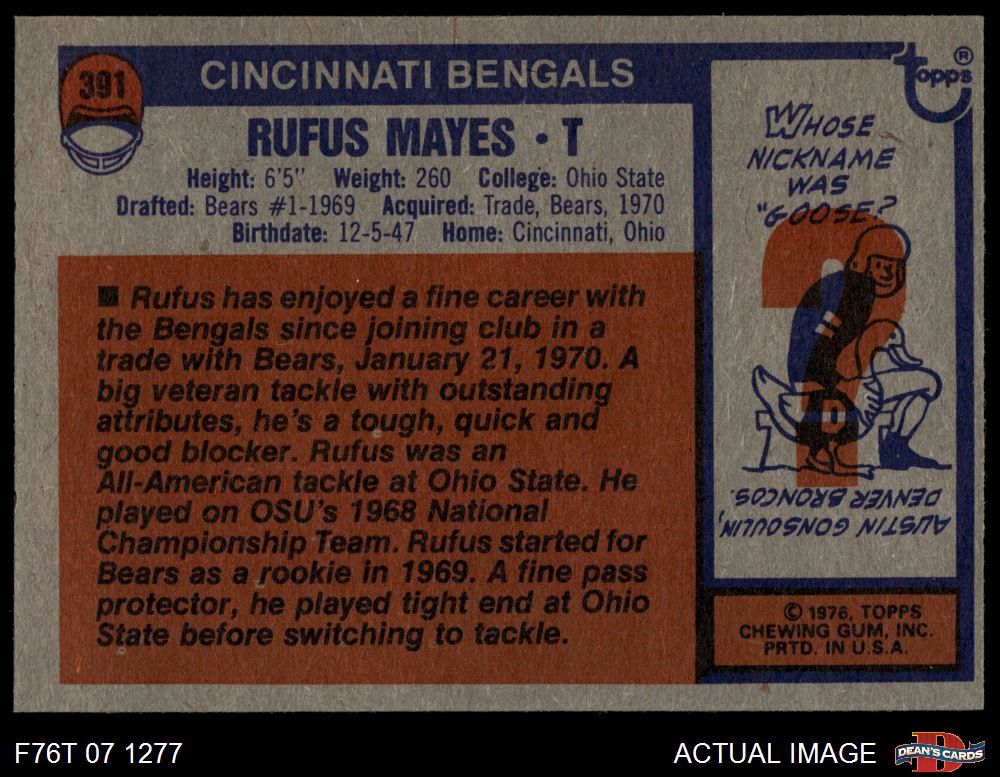 391
CINCINNATI BENGALS
RUFUS MAYES • T
Height: 6'5" Weight: 260 College: Ohio State
Drafted: Bears #1-1969 Acquired: Trade, Bears, 1970
Birthdate: 12-5-47 Home: Cincinnati, Ohio
■ Rufus has enjoyed a fine career with
the Bengals since joining club in a
trade with Bears, January 21, 1970. A
big veteran tackle with outstanding
attributes, he's a tough, quick and
good blocker. Rufus was an
All-American tackle at Ohio State. He
played on OSU's 1968 National
Championship Team. Rufus started for
Bears as a rookie in 1969. A fine pass
protector, he played tight end at Ohio
State before switching to tackle.
topps®
WHOSE
NICKNAME
WAS
"GOOSE?
AUSTIN GONSOULIN,
DENVER BRONCOS.
© 1976, TOPPS
CHEWING GUM, INC.
PRTD. IN U.S.A.
F76T 07 1277
ACTUAL IMAGE
DEAN'S CARDS